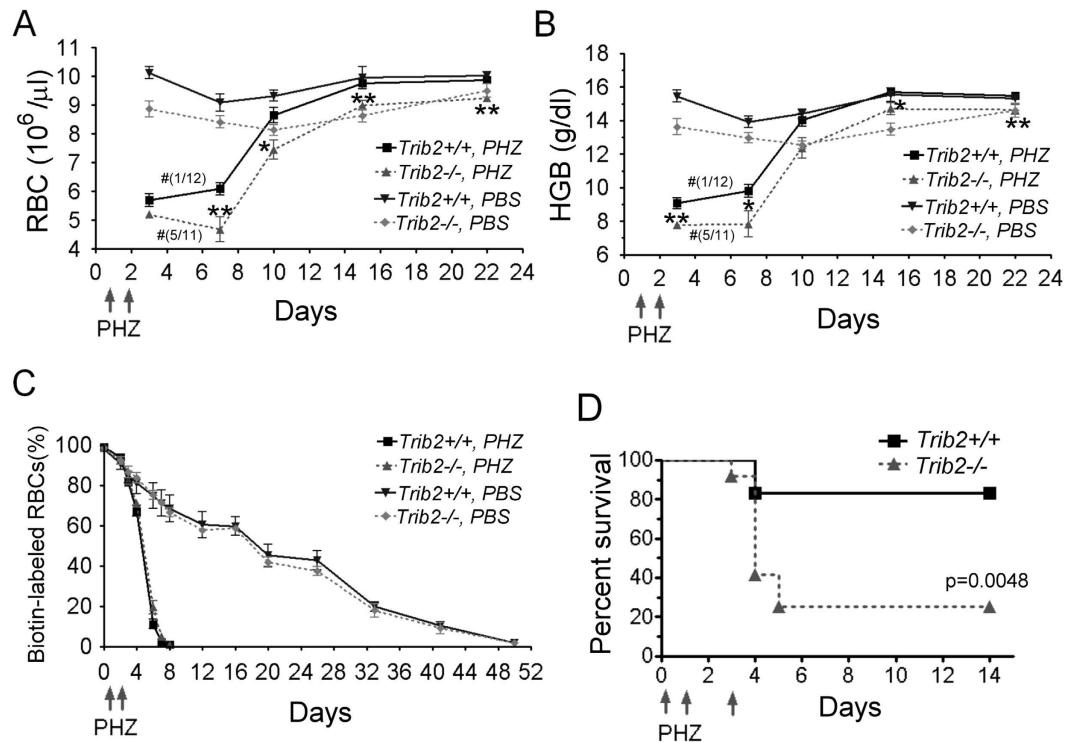 A
RBC (10⁶/µl)
10
9
8
7
6
5
4
#(1/12)
#(5/11)
**
*
**
**
Trib2+/+, PHZ
Trib2-/-, PHZ
Trib2+/+, PBS
Trib2-/-, PBS
0 2 4 6 8 10 12 14 16 18 20 22 24
PHZ
Days
B
HGB (g/dl)
18
16
14
12
10
8
6
#(1/12)
#(5/11)
**
*
*
**
Trib2+/+, PHZ
Trib2-/-, PHZ
Trib2+/+, PBS
Trib2-/-, PBS
0 2 4 6 8 10 12 14 16 18 20 22 24
PHZ
Days
C
Biotin-labeled RBCs(%)
100
80
60
40
20
0
Trib2+/+, PHZ
Trib2-/-, PHZ
Trib2+/+, PBS
Trib2-/-, PBS
0 4 8 12 16 20 24 28 32 36 40 44 48 52
PHZ
Days
D
Trib2+/+
Trib2-/-
Percent survival
100
80
60
40
20
0
p=0.0048
0 2 4 6 8 10 12 14
PHZ
Days